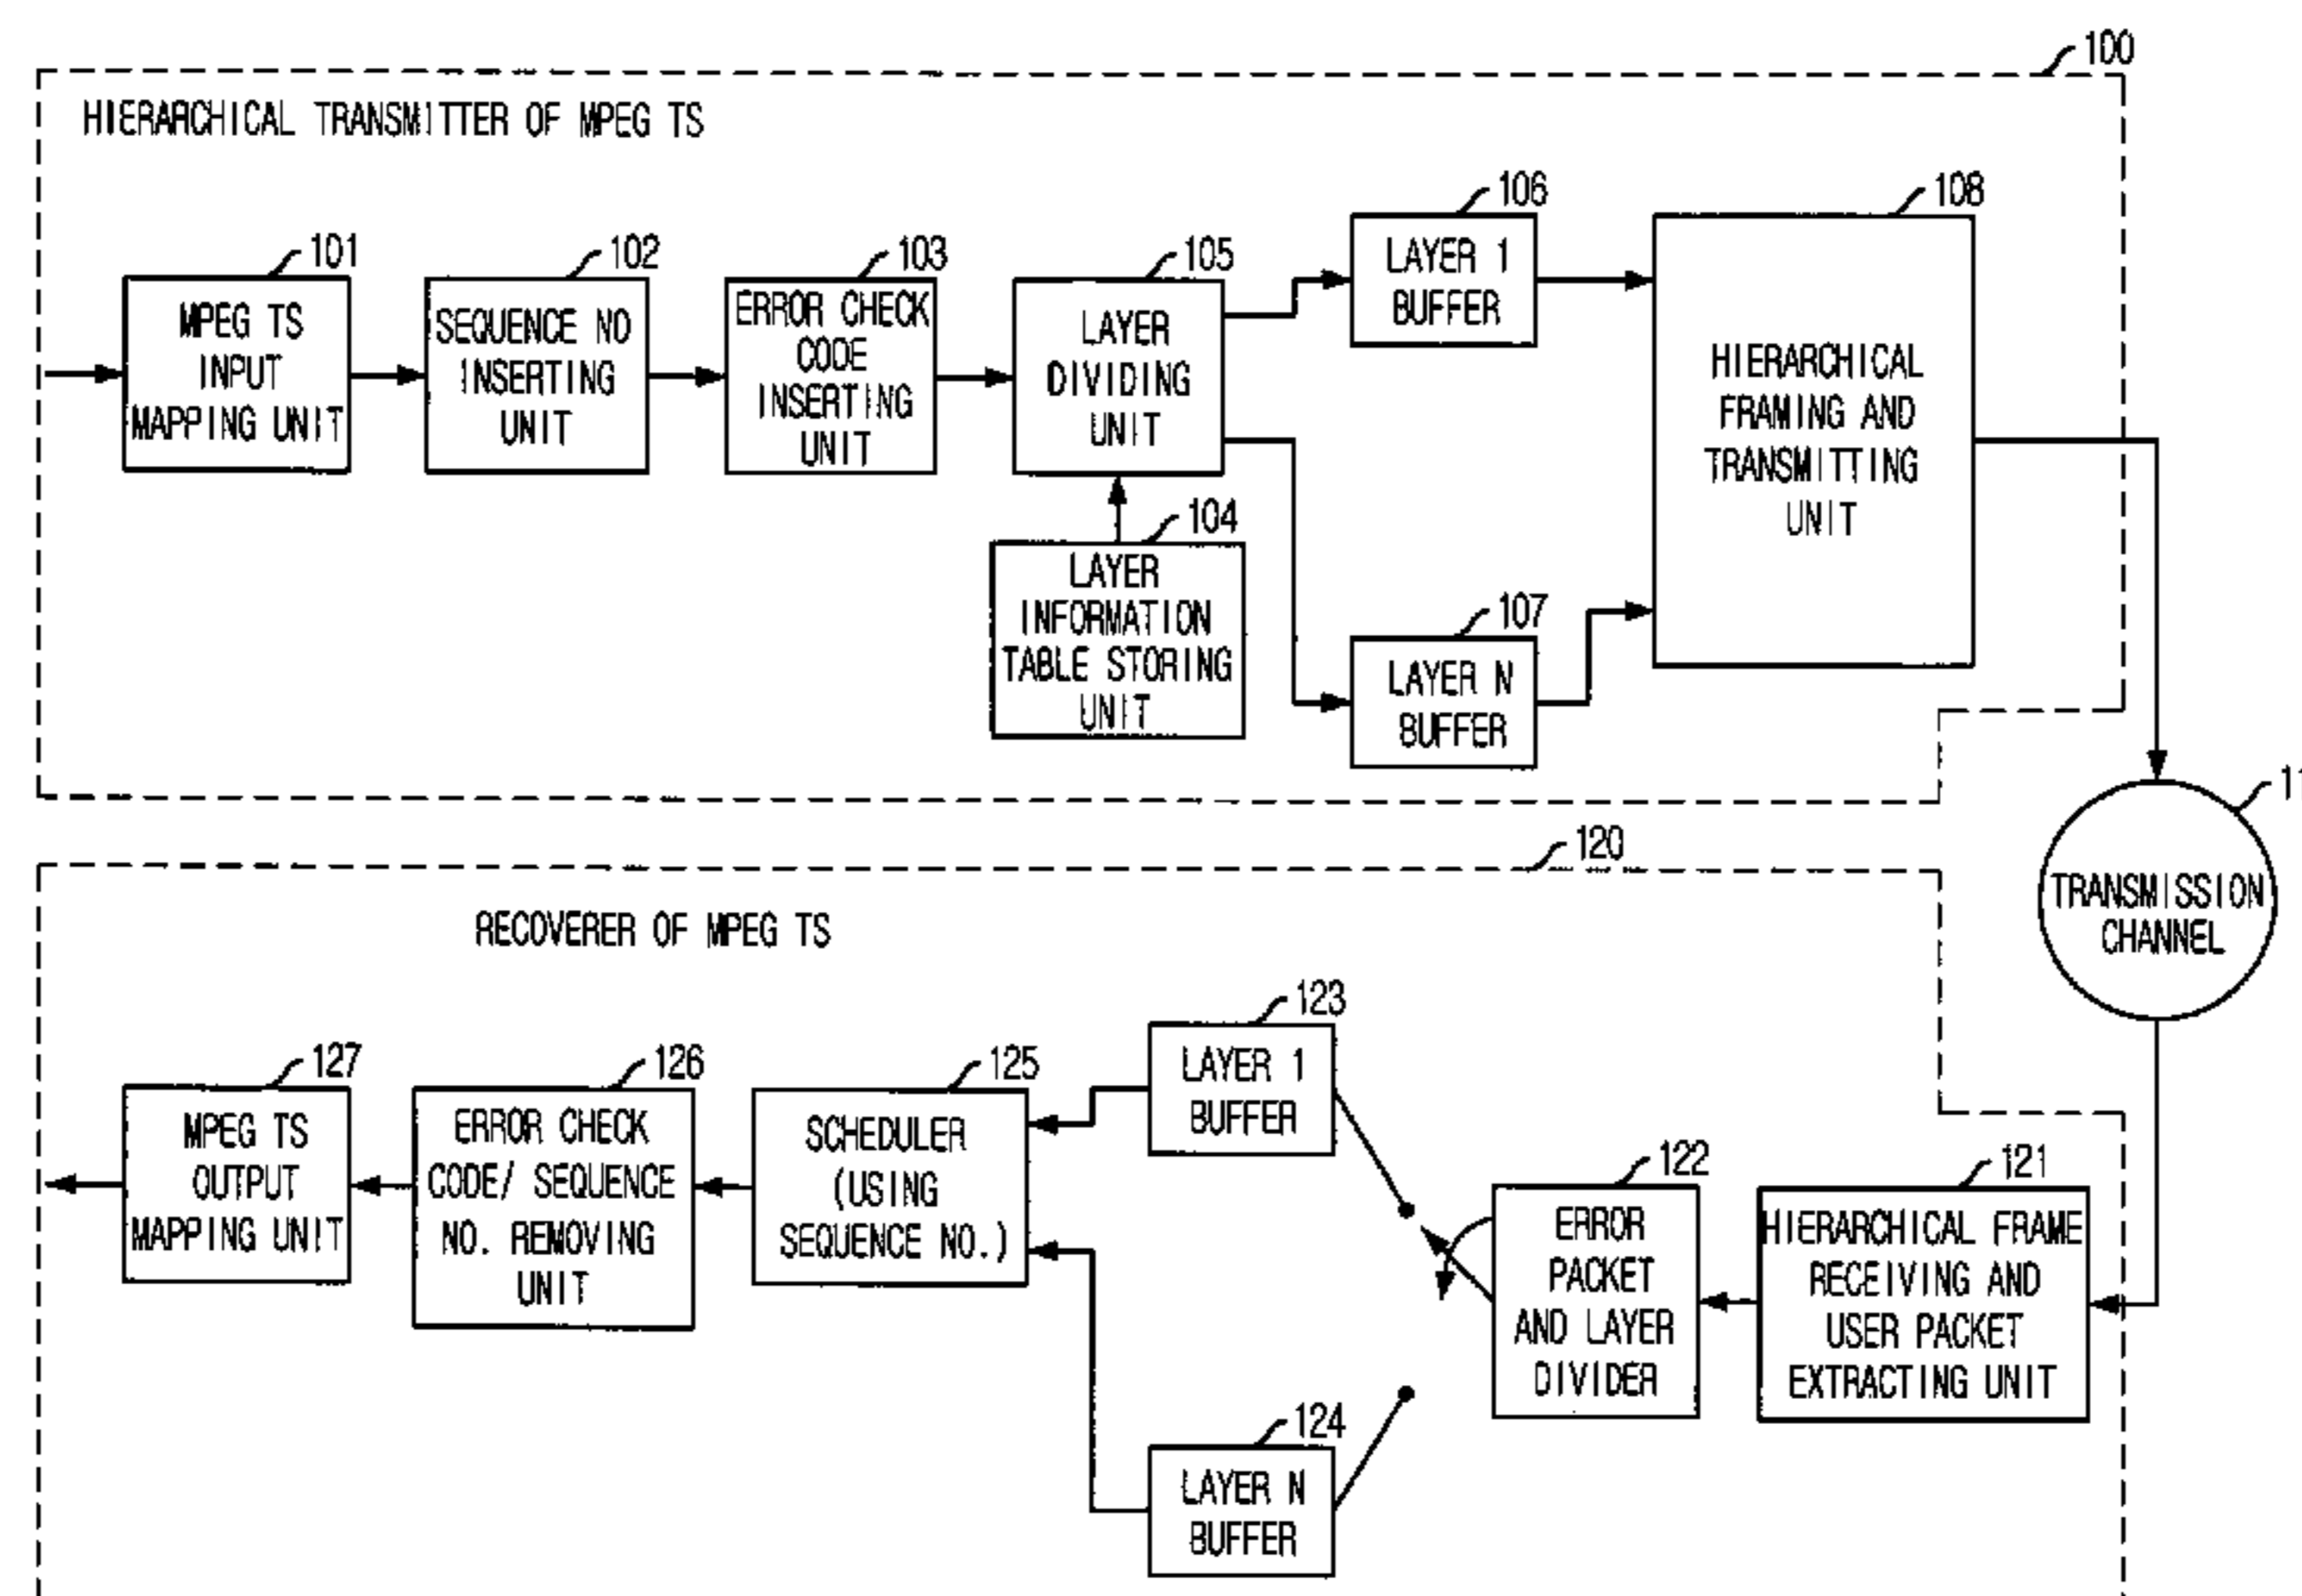 100
HIERARCHICAL TRANSMITTER OF MPEG TS
101
MPEG TS
INPUT
MAPPING UNIT
102
SEQUENCE NO
INSERTING
UNIT
103
ERROR CHECK
CODE
INSERTING
UNIT
105
LAYER
DIVIDING
UNIT
104
LAYER
INFORMATION
TABLE STORING
UNIT
106
LAYER 1
BUFFER
107
LAYER N
BUFFER
108
HIERARCHICAL
FRAMING AND
TRANSMITTING
UNIT
TRANSMISSION
CHANNEL
120
RECOVERER OF MPEG TS
127
MPEG TS
OUTPUT
MAPPING UNIT
126
ERROR CHECK
CODE/ SEQUENCE
NO. REMOVING
UNIT
125
SCHEDULER
(USING
SEQUENCE NO.)
123
LAYER 1
BUFFER
124
LAYER N
BUFFER
122
ERROR
PACKET
AND LAYER
DIVIDER
121
HIERARCHICAL FRAME
RECEIVING AND
USER PACKET
EXTRACTING UNIT